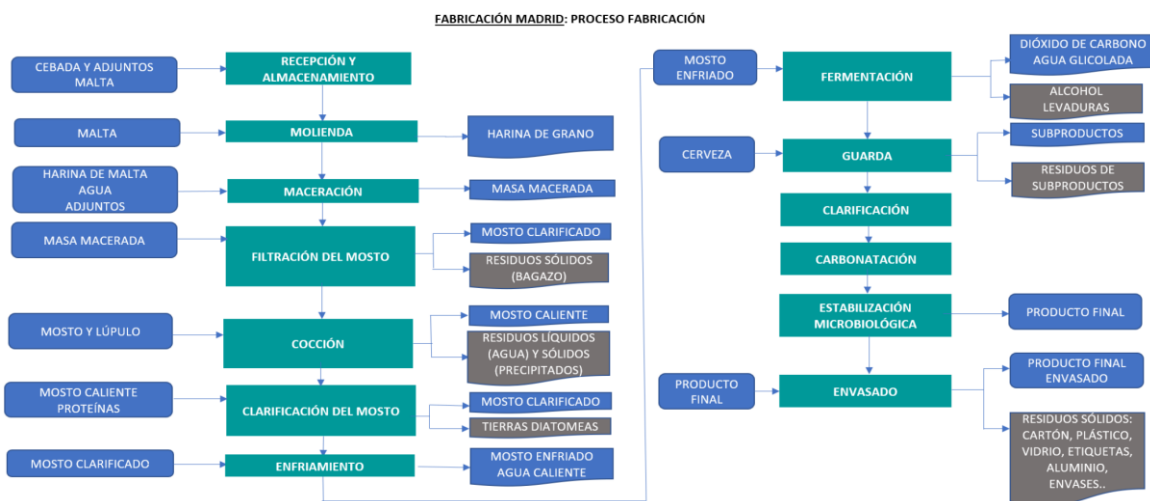 FABRICACIÓN MADRID: PROCESO FABRICACIÓN
CEBADA Y ADJUNTOS
MALTA
RECEPCIÓN Y
ALMACENAMIENTO
MALTA
MOLIENDA
HARINA DE GRANO
HARINA DE MALTA
AGUA
ADJUNTOS
MACERACIÓN
MASA MACERADA
MASA MACERADA
FILTRACIÓN DEL MOSTO
MOSTO CLARIFICADO
RESIDUOS SÓLIDOS
(BAGAZO)
MOSTO Y LÚPULO
COCCIÓN
MOSTO CALIENTE
RESIDUOS LÍQUIDOS
(AGUA) Y SÓLIDOS
(PRECIPITADOS)
MOSTO CALIENTE
PROTEÍNAS
CLARIFICACIÓN DEL MOSTO
MOSTO CLARIFICADO
TIERRAS DIATOMEAS
MOSTO CLARIFICADO
ENFRIAMIENTO
MOSTO ENFRIADO
AGUA CALIENTE
MOSTO
ENFRIADO
FERMENTACIÓN
DIÓXIDO DE CARBONO
AGUA GLICOLADA
ALCOHOL
LEVADURAS
CERVEZA
GUARDA
SUBPRODUCTOS
RESIDUOS DE
SUBPRODUCTOS
CLARIFICACIÓN
CARBONATACIÓN
ESTABILIZACIÓN
MICROBIOLÓGICA
PRODUCTO FINAL
PRODUCTO
FINAL
ENVASADO
PRODUCTO FINAL
ENVASADO
RESIDUOS SÓLIDOS:
CARTÓN, PLÁSTICO,
VIDRIO, ETIQUETAS,
ALUMINIO,
ENVASES..